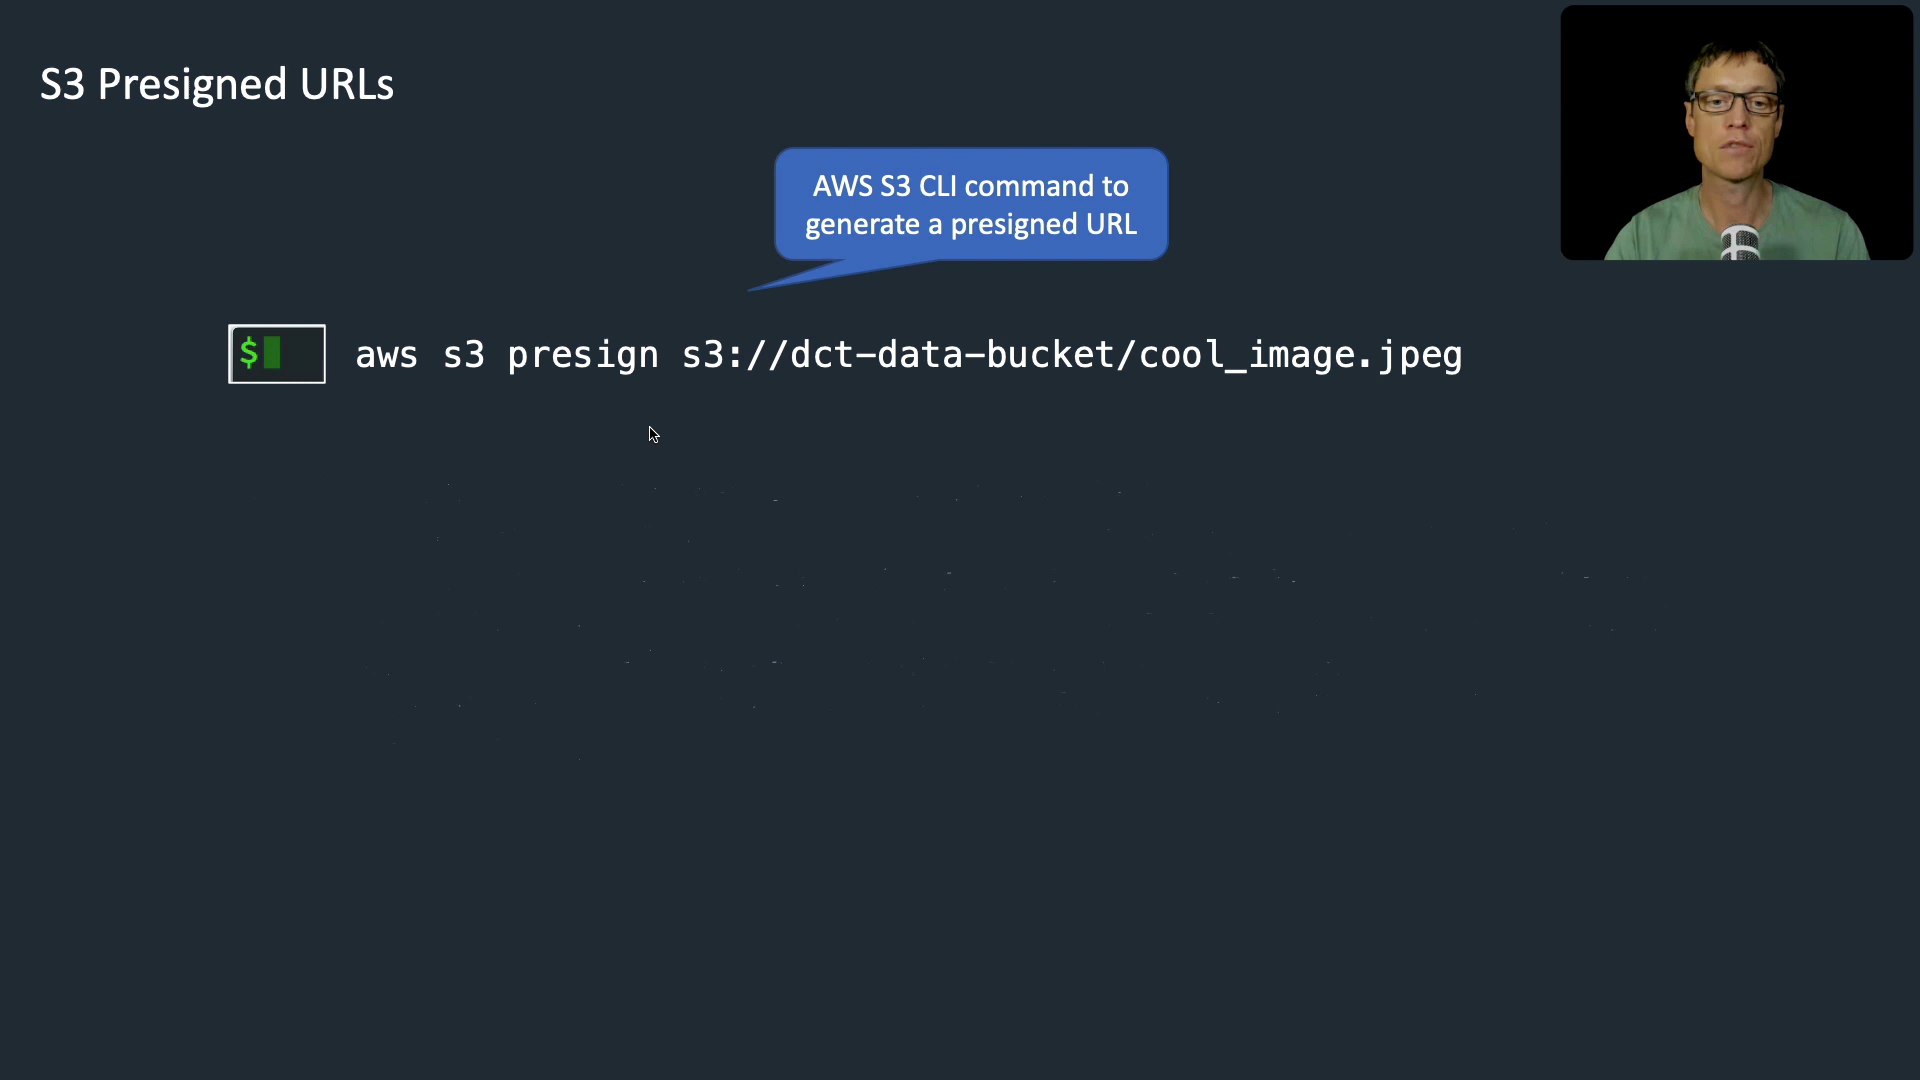 S3 Presigned URLs
AWS S3 CLI command to
generate a presigned URL
$ aws s3 presign s3://dct-data-bucket/cool_image.jpeg